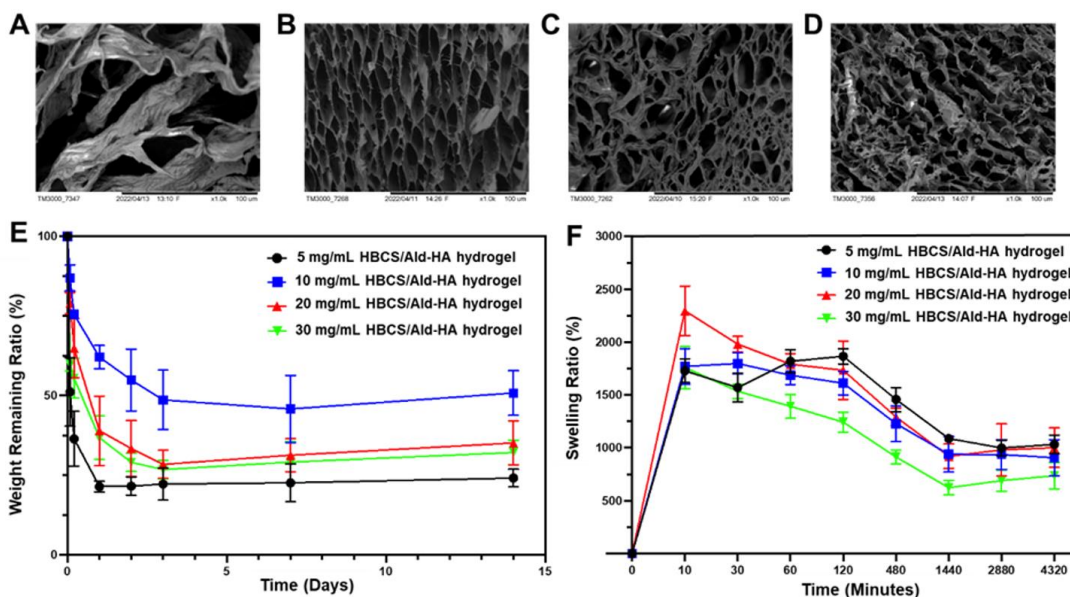 A
B
C
D
TM3000_7347 2022/04/13 13:10 F x1.0k 100 um
TM3000_7268 2022/04/11 14:26 F x1.0k 100 um
TM3000_7262 2022/04/10 15:20 F x1.0k 100 um
TM3000_7356 2022/04/13 14:07 F x1.0k 100 um
E
Weight Remaining Ratio (%)
100
50
0
5 mg/mL HBCS/Ald-HA hydrogel
10 mg/mL HBCS/Ald-HA hydrogel
20 mg/mL HBCS/Ald-HA hydrogel
30 mg/mL HBCS/Ald-HA hydrogel
0 5 10 15
Time (Days)
F
Swelling Ratio (%)
3000
2500
2000
1500
1000
500
0
5 mg/mL HBCS/Ald-HA hydrogel
10 mg/mL HBCS/Ald-HA hydrogel
20 mg/mL HBCS/Ald-HA hydrogel
30 mg/mL HBCS/Ald-HA hydrogel
0 10 30 60 120 480 1440 2880 4320
Time (Minutes)